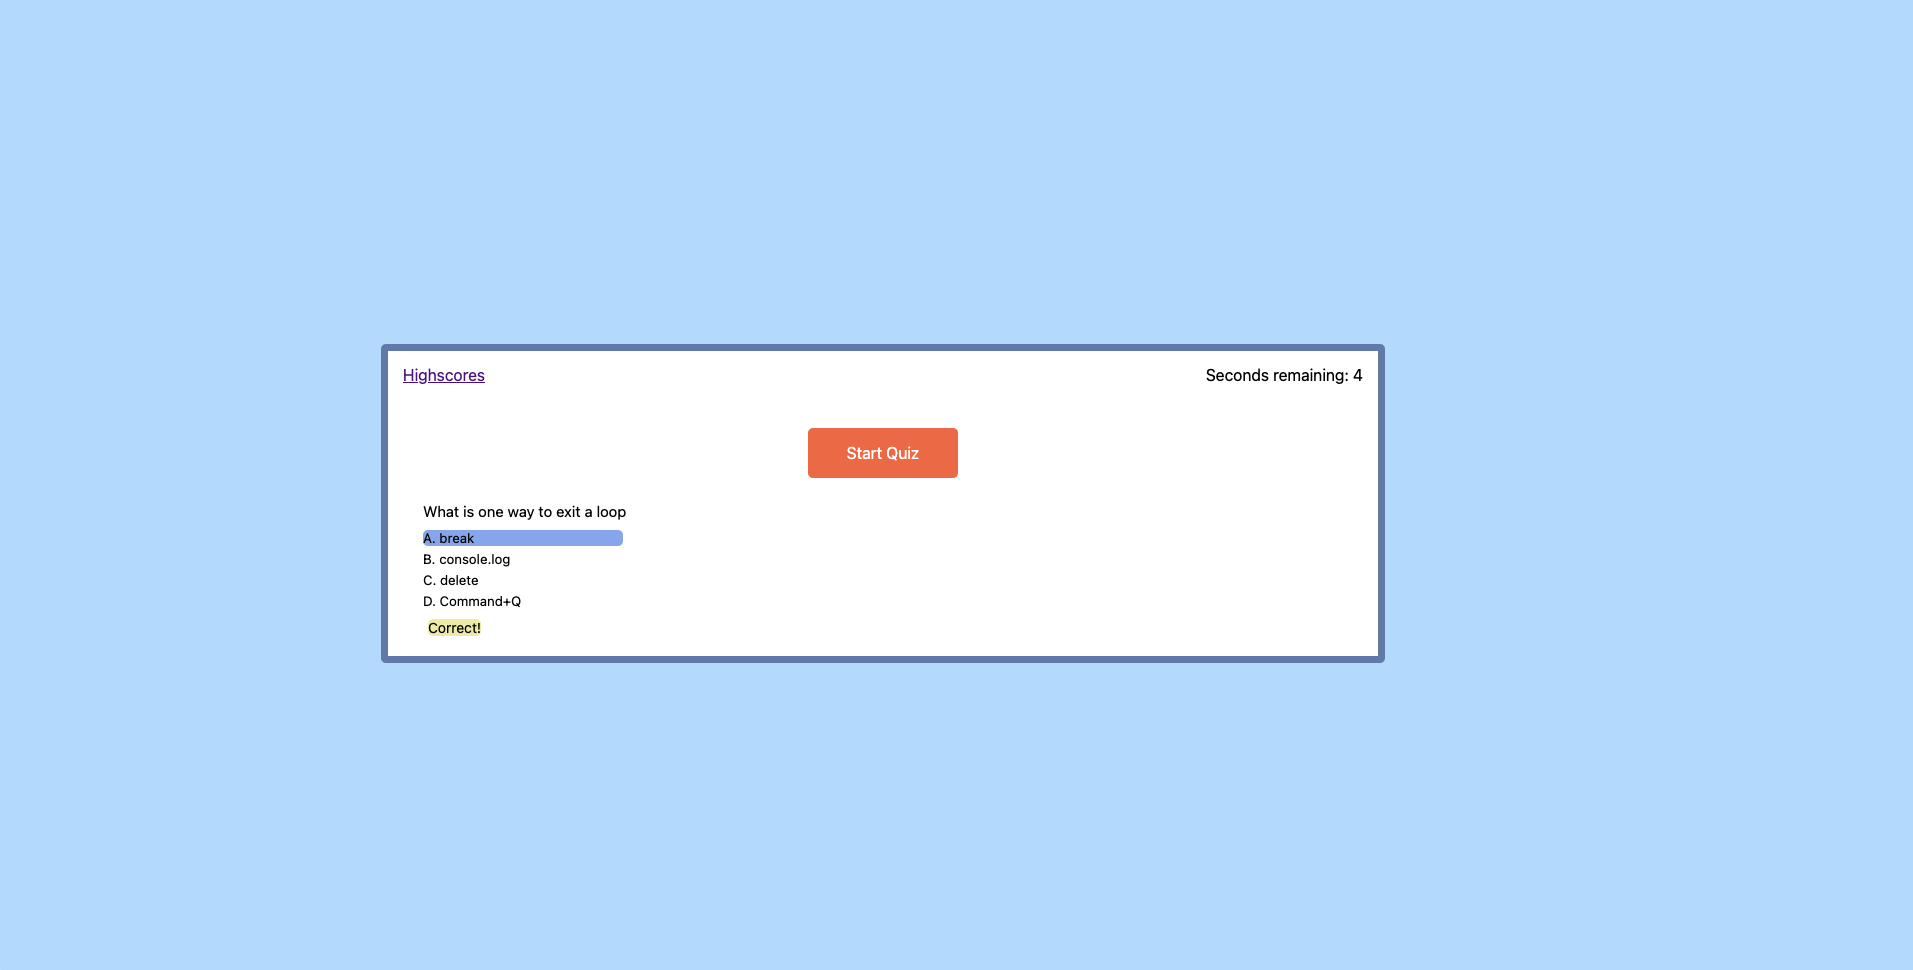 Highscores
Seconds remaining: 4
Start Quiz
What is one way to exit a loop
A. break
B. console.log
C. delete
D. Command+Q
Correct!